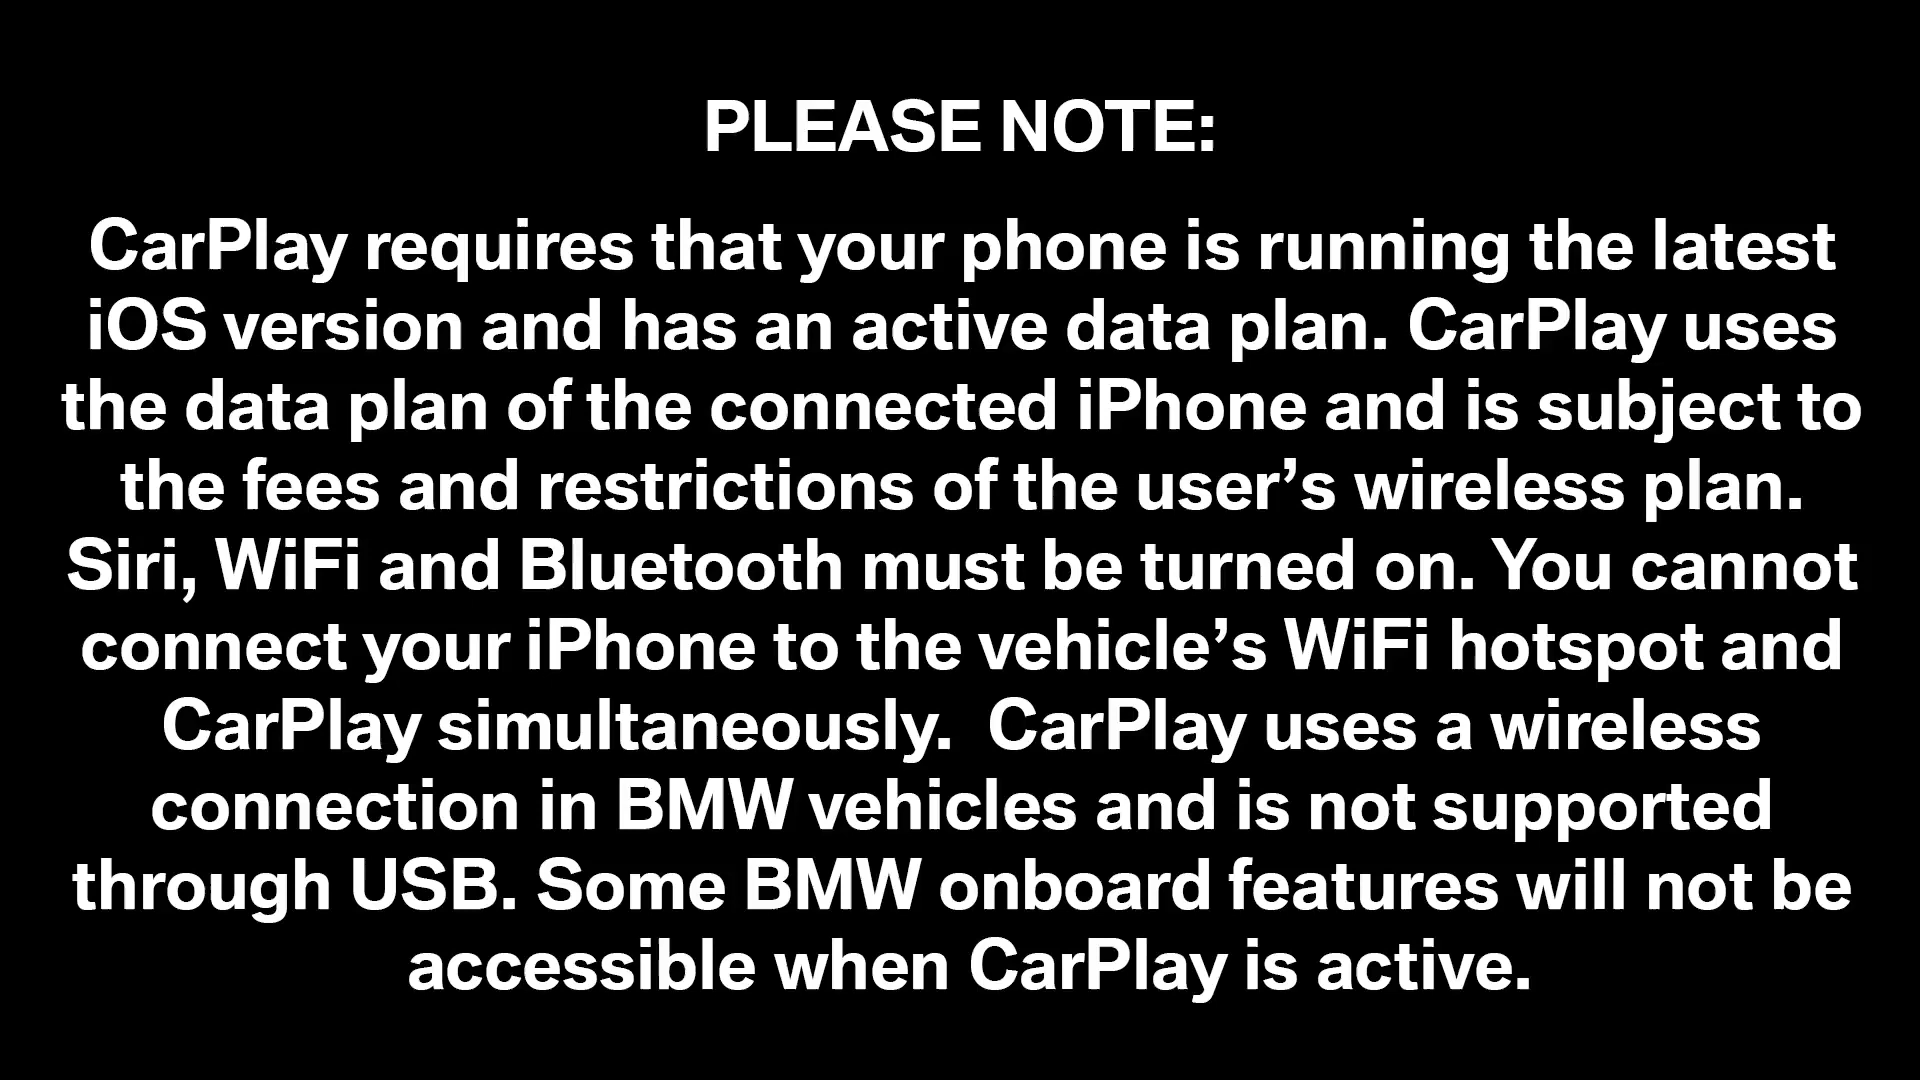 PLEASE NOTE:
CarPlay requires that your phone is running the latest
iOS version and has an active data plan. CarPlay uses
the data plan of the connected iPhone and is subject to
the fees and restrictions of the user’s wireless plan.
Siri, WiFi and Bluetooth must be turned on. You cannot
connect your iPhone to the vehicle’s WiFi hotspot and
CarPlay simultaneously.  CarPlay uses a wireless
connection in BMW vehicles and is not supported
through USB. Some BMW onboard features will not be
accessible when CarPlay is active.